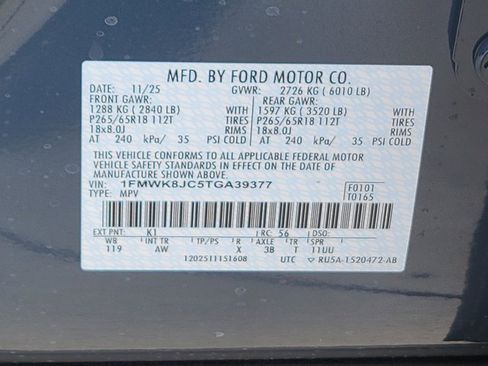 MFD. BY FORD MOTOR CO.
DATE: 11/25 GVWR: 2726 KG ( 6010 LB)
FRONT GAWR: REAR GAWR:
1288 KG ( 2840 LB) WITH 1597 KG ( 3520 LB) WITH
P265/65R18 112T TIRES P265/65R18 112T TIRES
18x8.0J RIMS 18x8.0J RIMS
AT 240 kPa/ 35 PSI COLD AT 240 kPa/ 35 PSI COLD
THIS VEHICLE CONFORMS TO ALL APPLICABLE FEDERAL MOTOR
VEHICLE SAFETY STANDARDS IN EFFECT ON THE DATE OF MANUFACTURE
SHOWN ABOVE.
VIN: 1FMWK8JC5TGA39377 F0101
TYPE: MPV T0165
EXT PNT: K1 RC: 56 DSO:
WB INT TR TP/PS R AXLE TR SPR
119 AW X 3B T 11UU
1202511151608 UTC RU5A-1520472-AB